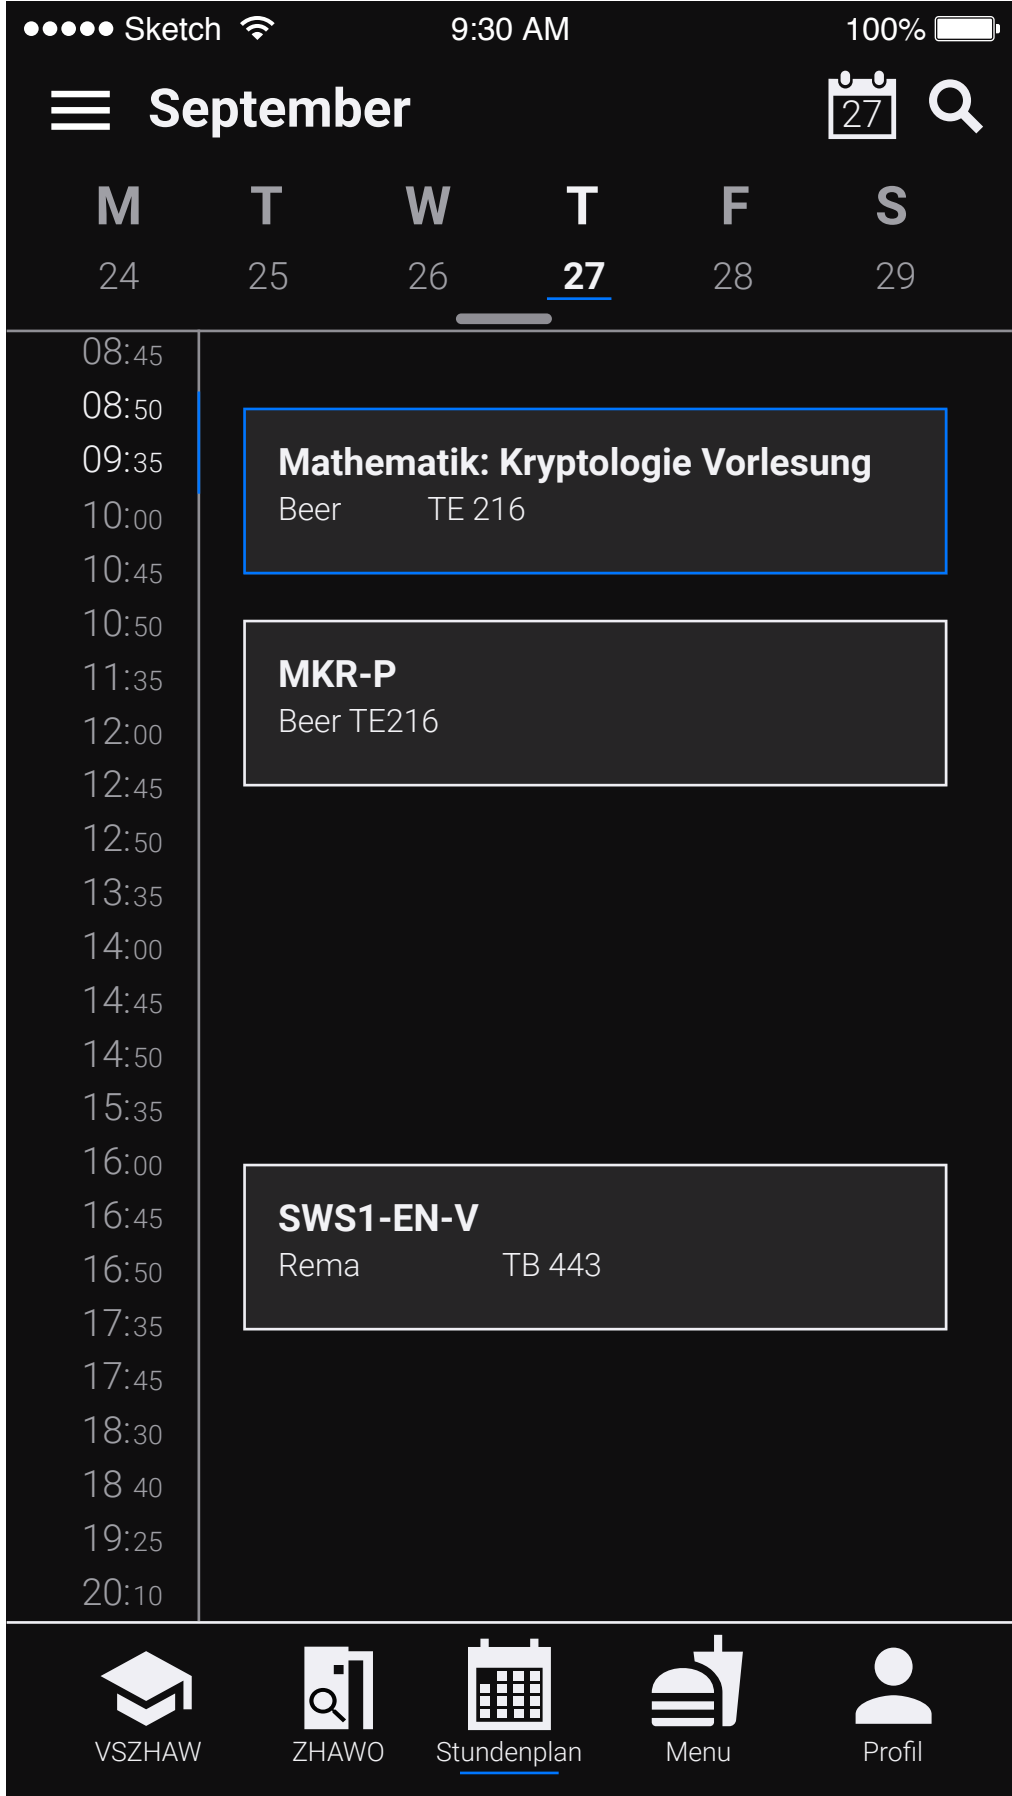 Sketch 9:30 AM 100%
September 27
M T W T F S
24 25 26 27 28 29
08:45
08:50
09:35
10:00
10:45
10:50
11:35
12:00
12:45
12:50
13:35
14:00
14:45
14:50
15:35
16:00
16:45
16:50
17:35
17:45
18:30
18 40
19:25
20:10
Mathematik: Kryptologie Vorlesung
Beer TE 216
MKR-P
Beer TE216
SWS1-EN-V
Rema TB 443
VSZHAW ZHAWO Stundenplan Menu Profil